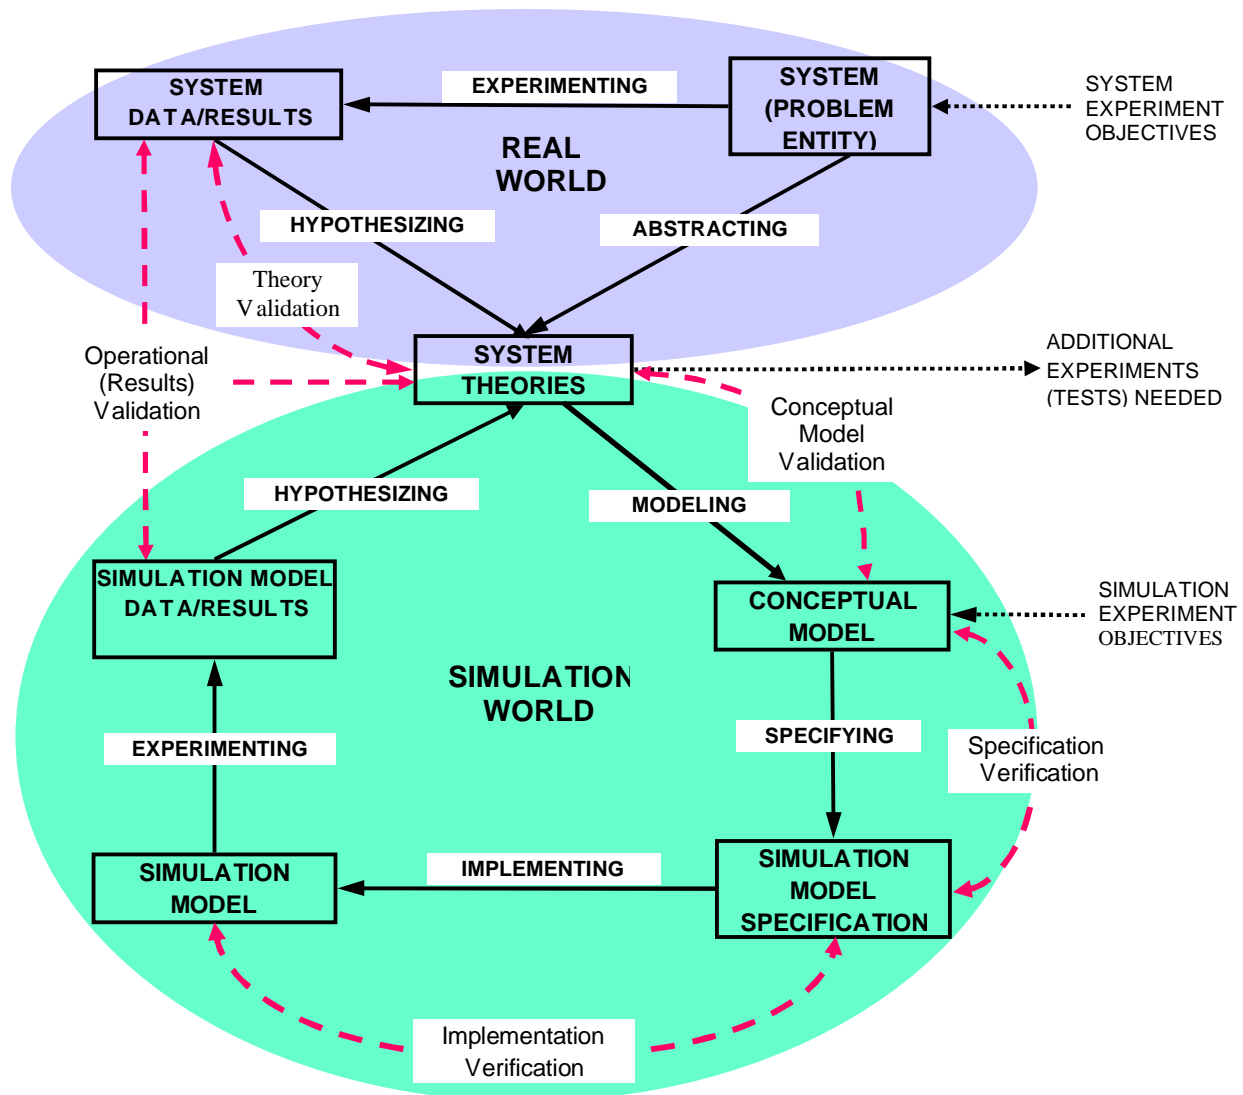 SYSTEM
DATA/RESULTS
EXPERIMENTING
SYSTEM
(PROBLEM
ENTITY)
SYSTEM
EXPERIMENT
OBJECTIVES
REAL
WORLD
HYPOTHESIZING
ABSTRACTING
Theory
Validation
Operational
(Results)
Validation
SYSTEM
THEORIES
ADDITIONAL
EXPERIMENTS
(TESTS) NEEDED
Conceptual
Model
Validation
HYPOTHESIZING
MODELING
SIMULATION MODEL
DATA/RESULTS
CONCEPTUAL
MODEL
SIMULATION
EXPERIMENT
OBJECTIVES
SIMULATION
WORLD
EXPERIMENTING
SPECIFYING
Specification
Verification
SIMULATION
MODEL
IMPLEMENTING
SIMULATION
MODEL
SPECIFICATION
Implementation
Verification